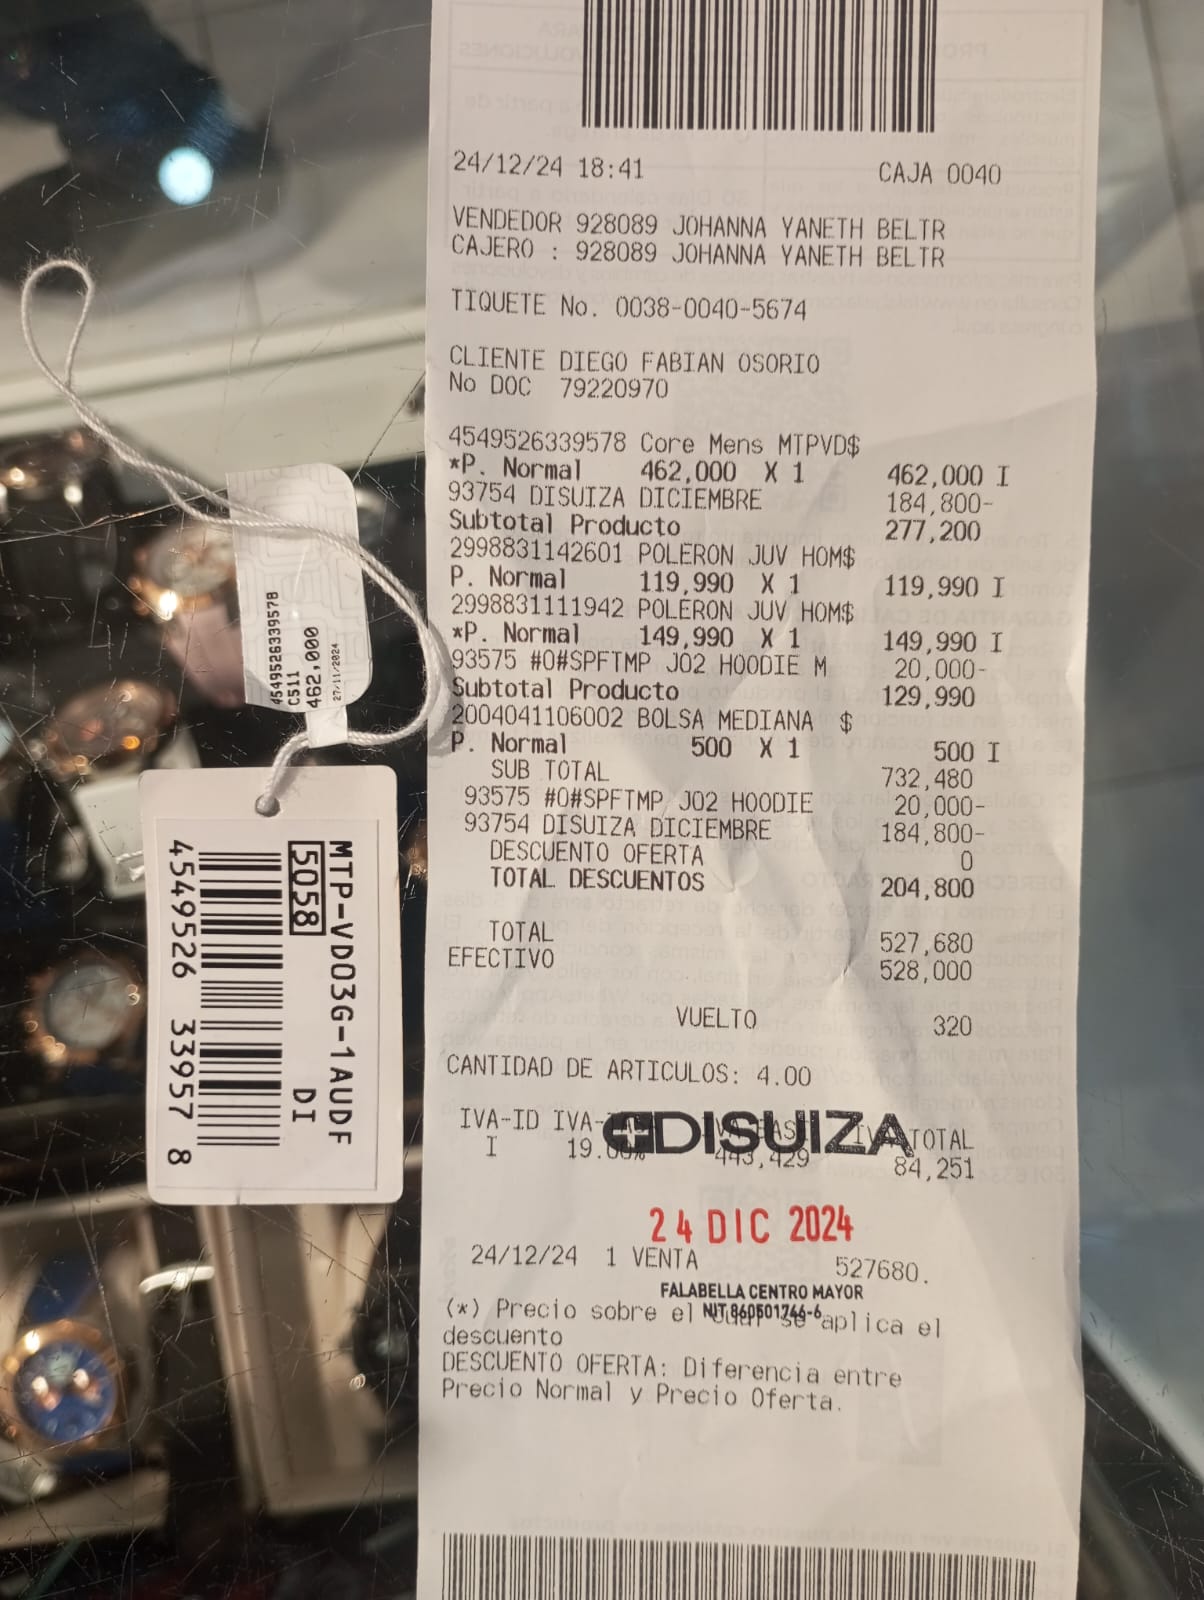 24/12/24 18:41 CAJA 0040
VENDEDOR 928089 JOHANNA YANETH BELTR
CAJERO : 928089 JOHANNA YANETH BELTR
TIQUETE No. 0038-0040-5674
CLIENTE DIEGO FABIAN OSORIO
No DOC 79220970
4549526339578 Core Mens MTPVD$
*P. Normal 462,000 X 1 462,000 I
93754 DISUIZA DICIEMBRE 184,800-
Subtotal Producto 277,200
2998831142601 POLERON JUV HOM$
P. Normal 119,990 X 1 119,990 I
2998831111942 POLERON JUV HOM$
*P. Normal 149,990 X 1 149,990 I
93575 #O#SPFTMP JO2 HOODIE M 20,000-
Subtotal Producto 129,990
2004041106002 BOLSA MEDIANA $
P. Normal 500 X 1 500 I
SUB TOTAL 732,480
93575 #O#SPFTMP JO2 HOODIE 20,000-
93754 DISUIZA DICIEMBRE 184,800-
DESCUENTO OFERTA 0
TOTAL DESCUENTOS 204,800
TOTAL 527,680
EFECTIVO 528,000
VUELTO 320
CANTIDAD DE ARTICULOS: 4.00
IVA-ID TOTAL
DISUIZA
I 443,429 84,251
24 DIC 2024
24/12/24 1 VENTA 527680.
FALABELLA CENTRO MAYOR
NIT.860501746-6
(*) Precio sobre el se aplica el
descuento
DESCUENTO OFERTA: Diferencia entre
Precio Normal y Precio Oferta.
4549526339578
C511
462,000
27/11/2024
MTP-VD03G-1AUDF
5058 DI
4549526 33957 8